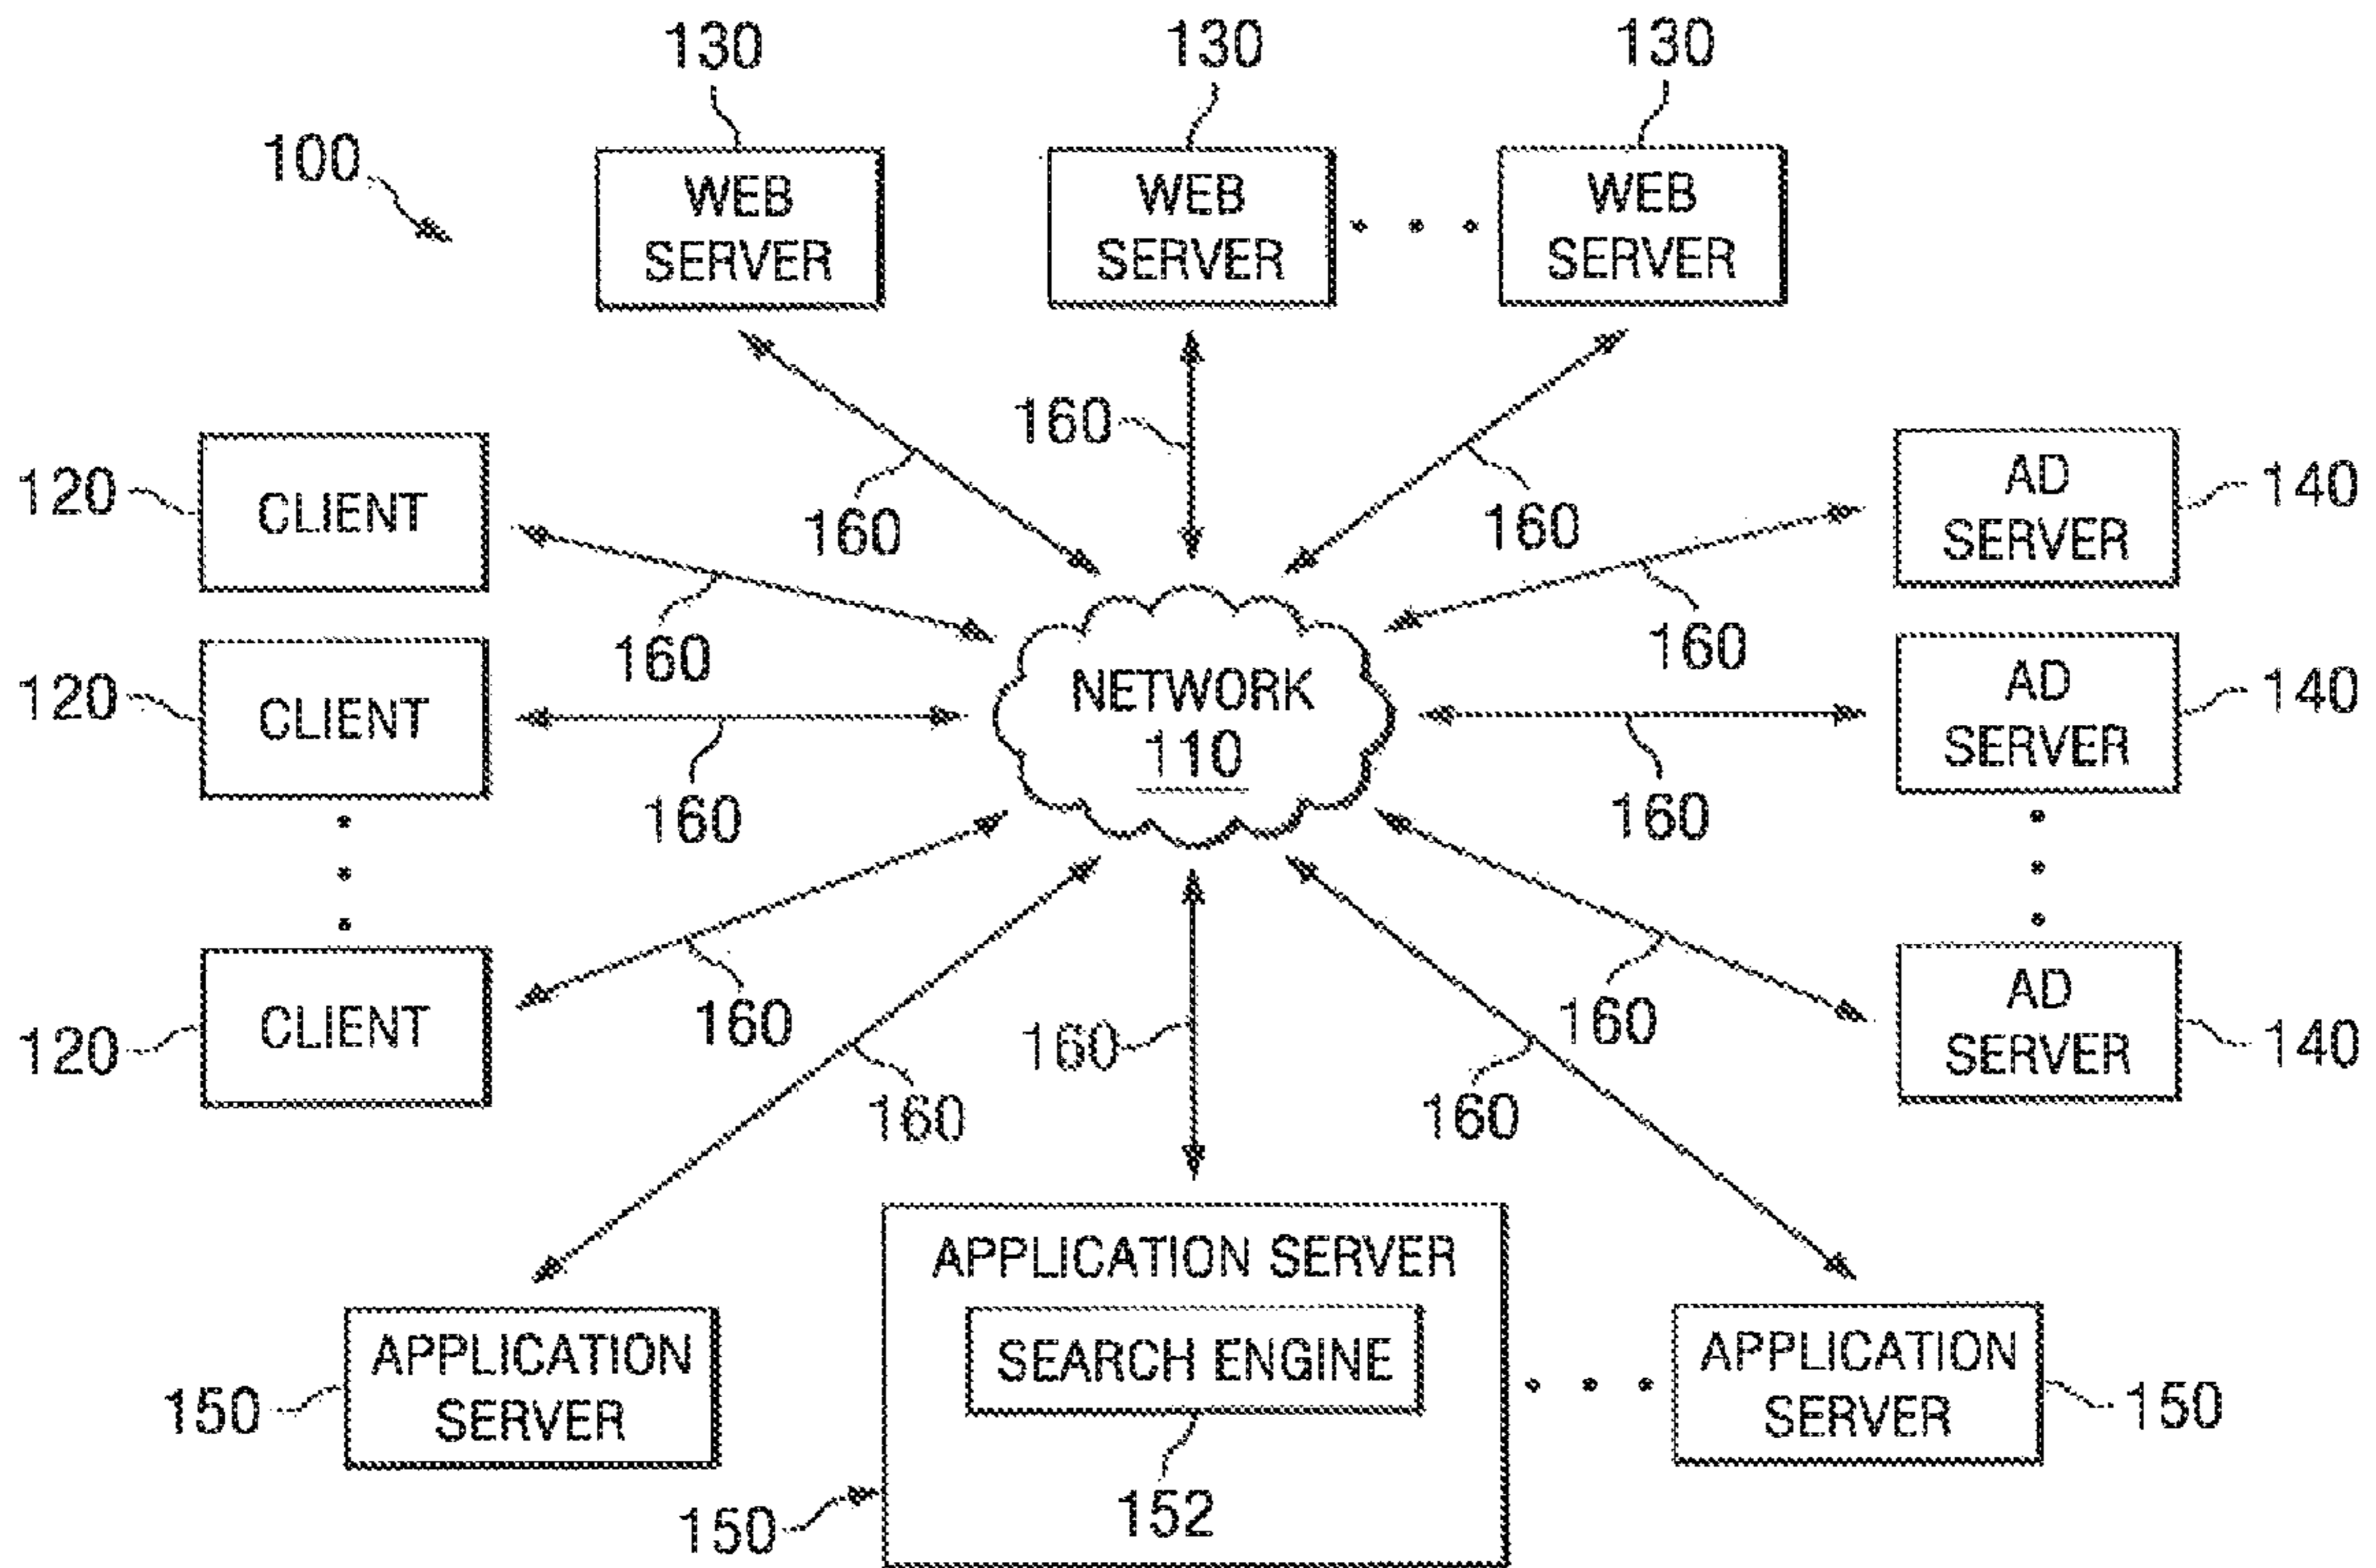 130
130
130
100
WEB
SERVER
WEB
SERVER
WEB
SERVER
160
160
160
120
CLIENT
AD
SERVER
140
160
160
120
CLIENT
NETWORK
110
AD
SERVER
140
160
160
120
CLIENT
160
160
160
160
160
AD
SERVER
140
APPLICATION
SERVER
150
APPLICATION SERVER
SEARCH ENGINE
152
150
APPLICATION
SERVER
150